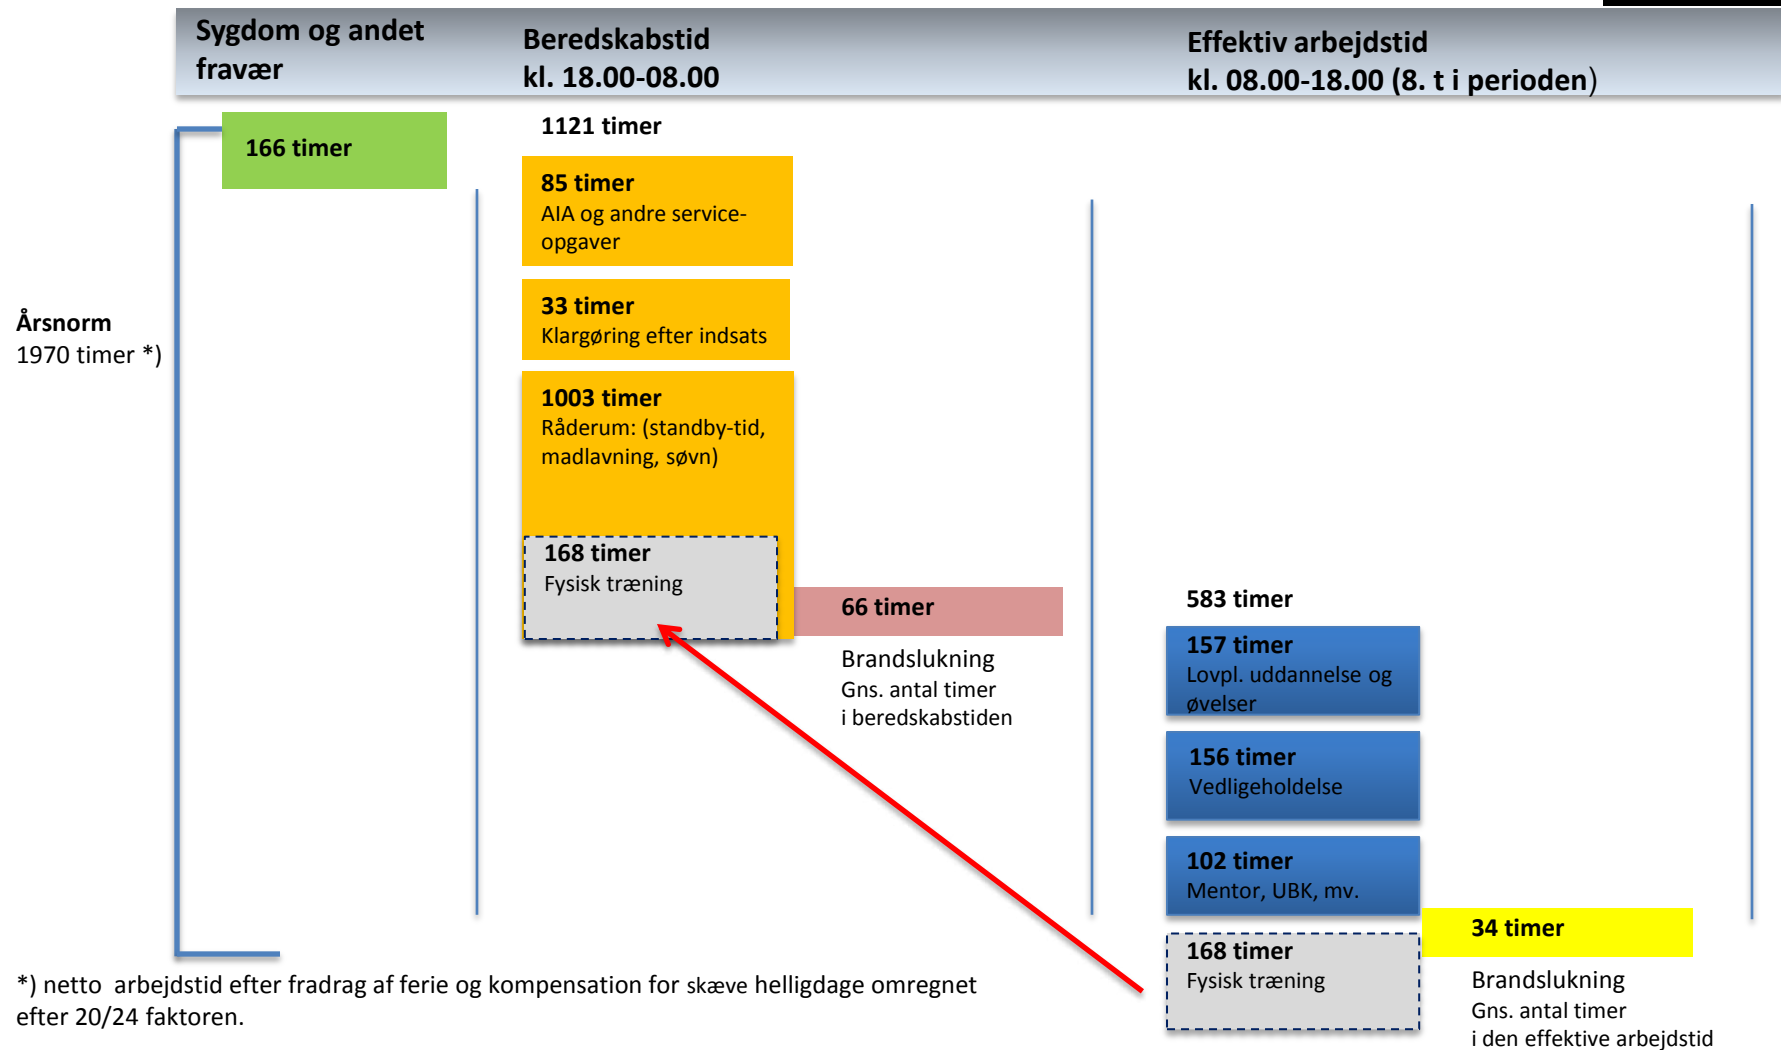 Sygdom og andet
fravær
Beredskabstid
kl. 18.00-08.00
Effektiv arbejdstid
kl. 08.00-18.00 (8. t i perioden)
Årsnorm
1970 timer *)
166 timer
1121 timer
85 timer
AIA og andre service-
opgaver
33 timer
Klargøring efter indsats
1003 timer
Råderum: (standby-tid,
madlavning, søvn)
168 timer
Fysisk træning
66 timer
Brandslukning
Gns. antal timer
i beredskabstiden
583 timer
157 timer
Lovpl. uddannelse og
øvelser
156 timer
Vedligeholdelse
102 timer
Mentor, UBK, mv.
168 timer
Fysisk træning
34 timer
Brandslukning
Gns. antal timer
i den effektive arbejdstid
*) netto arbejdstid efter fradrag af ferie og kompensation for skæve helligdage omregnet
efter 20/24 faktoren.